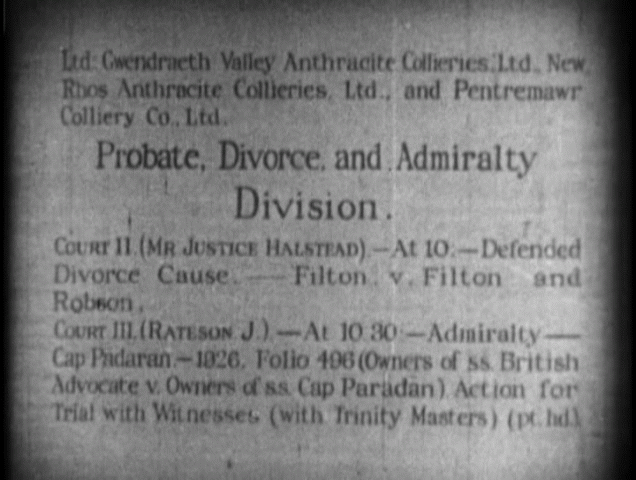 Ltd. Gwendraeth Valley Anthracite Collieries, Ltd., New
Rhos Anthracite Collieries, Ltd., and Pentremawr
Colliery Co., Ltd.
Probate, Divorce, and Admiralty
Division.
COURT II. (MR JUSTICE HALSTEAD).—At 10.—Defended
Divorce Cause.—Filton v. Filton and
Robson.
COURT III. (RATESON J.).—At 10 30—Admiralty—
Cap Padaran.—1926. Folio 496 (Owners of ss. British
Advocate v. Owners of s.s. Cap Paradan) Action for
Trial with Witnesses (with Trinity Masters) (pt. hd.)